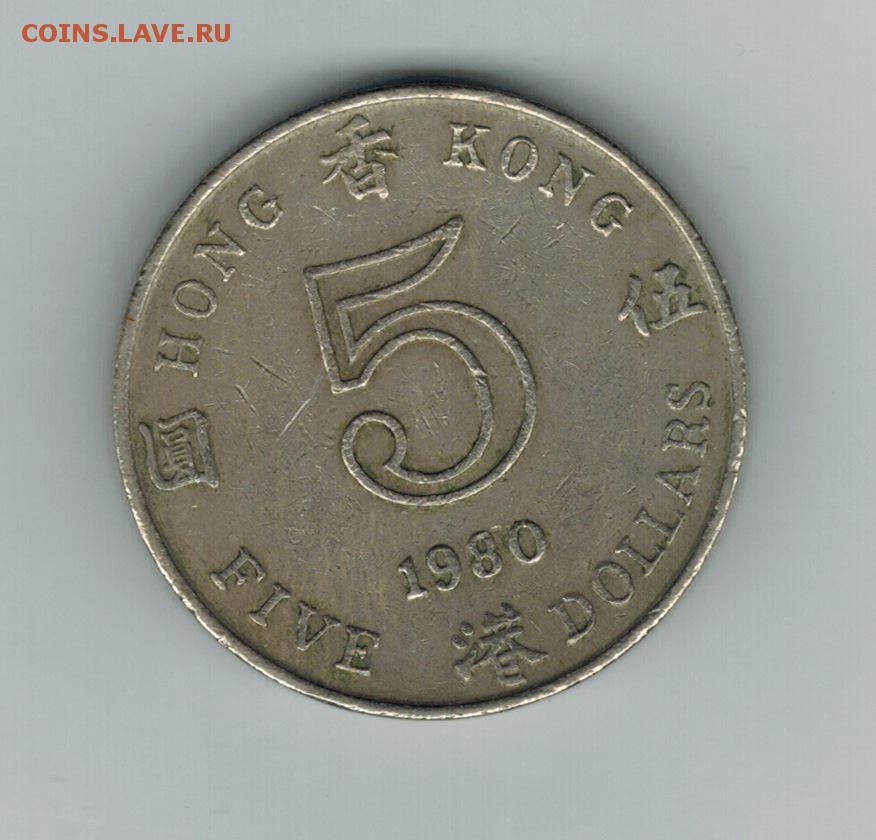 COINS.LAVE.RU
香
HONG KONG
圓 伍
5
1980
港
FIVE DOLLARS